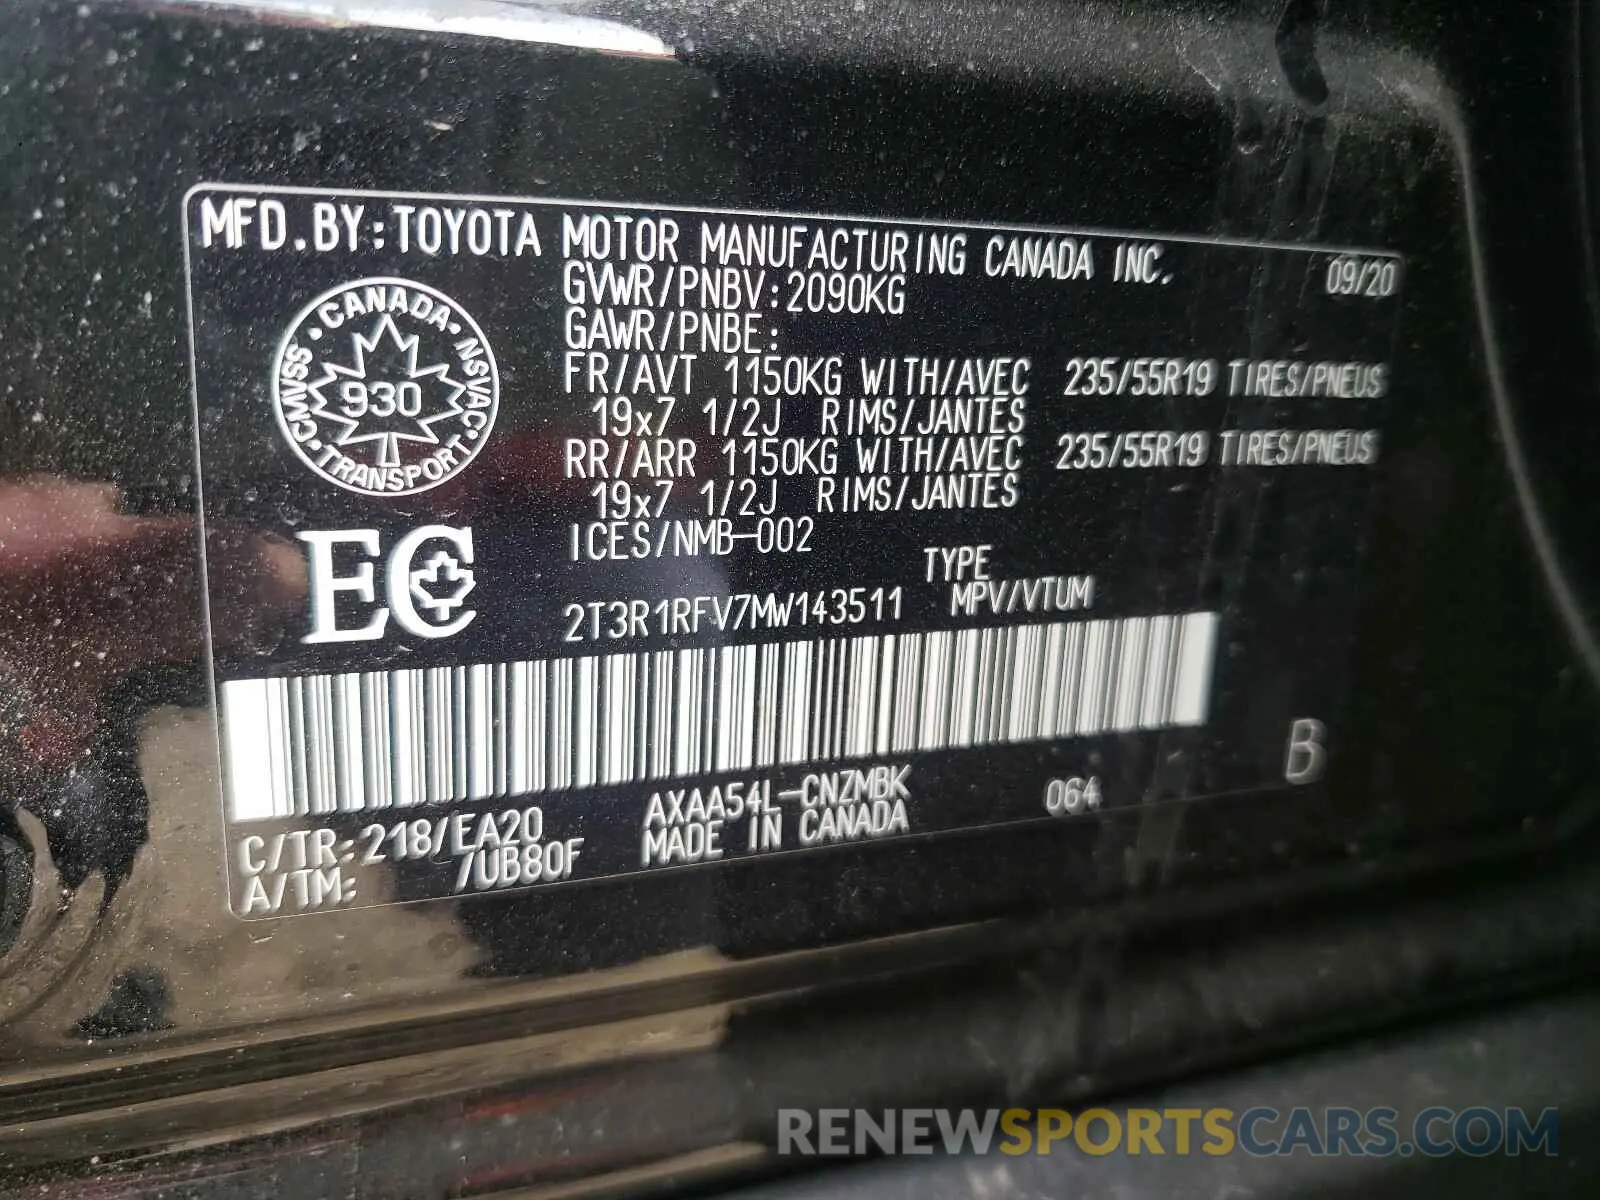 MFD.BY:TOYOTA MOTOR MANUFACTURING CANADA INC. 09/20
GVWR/PNBV:2090KG
GAWR/PNBE:
FR/AVT 1150KG WITH/AVEC 235/55R19 TIRES/PNEUS
19x7 1/2J RIMS/JANTES
RR/ARR 1150KG WITH/AVEC 235/55R19 TIRES/PNEUS
19x7 1/2J RIMS/JANTES
ICES/NMB-002
CANADA · NSVAC · TRANSPORT · CMVSS ·
930
EC
TYPE
2T3R1RFV7MW143511 MPV/VTUM
B
C/TR:218/EA20 AXAA54L-CNZMBK 064
A/TM: /UB80F MADE IN CANADA
RENEWSPORTSCARS.COM